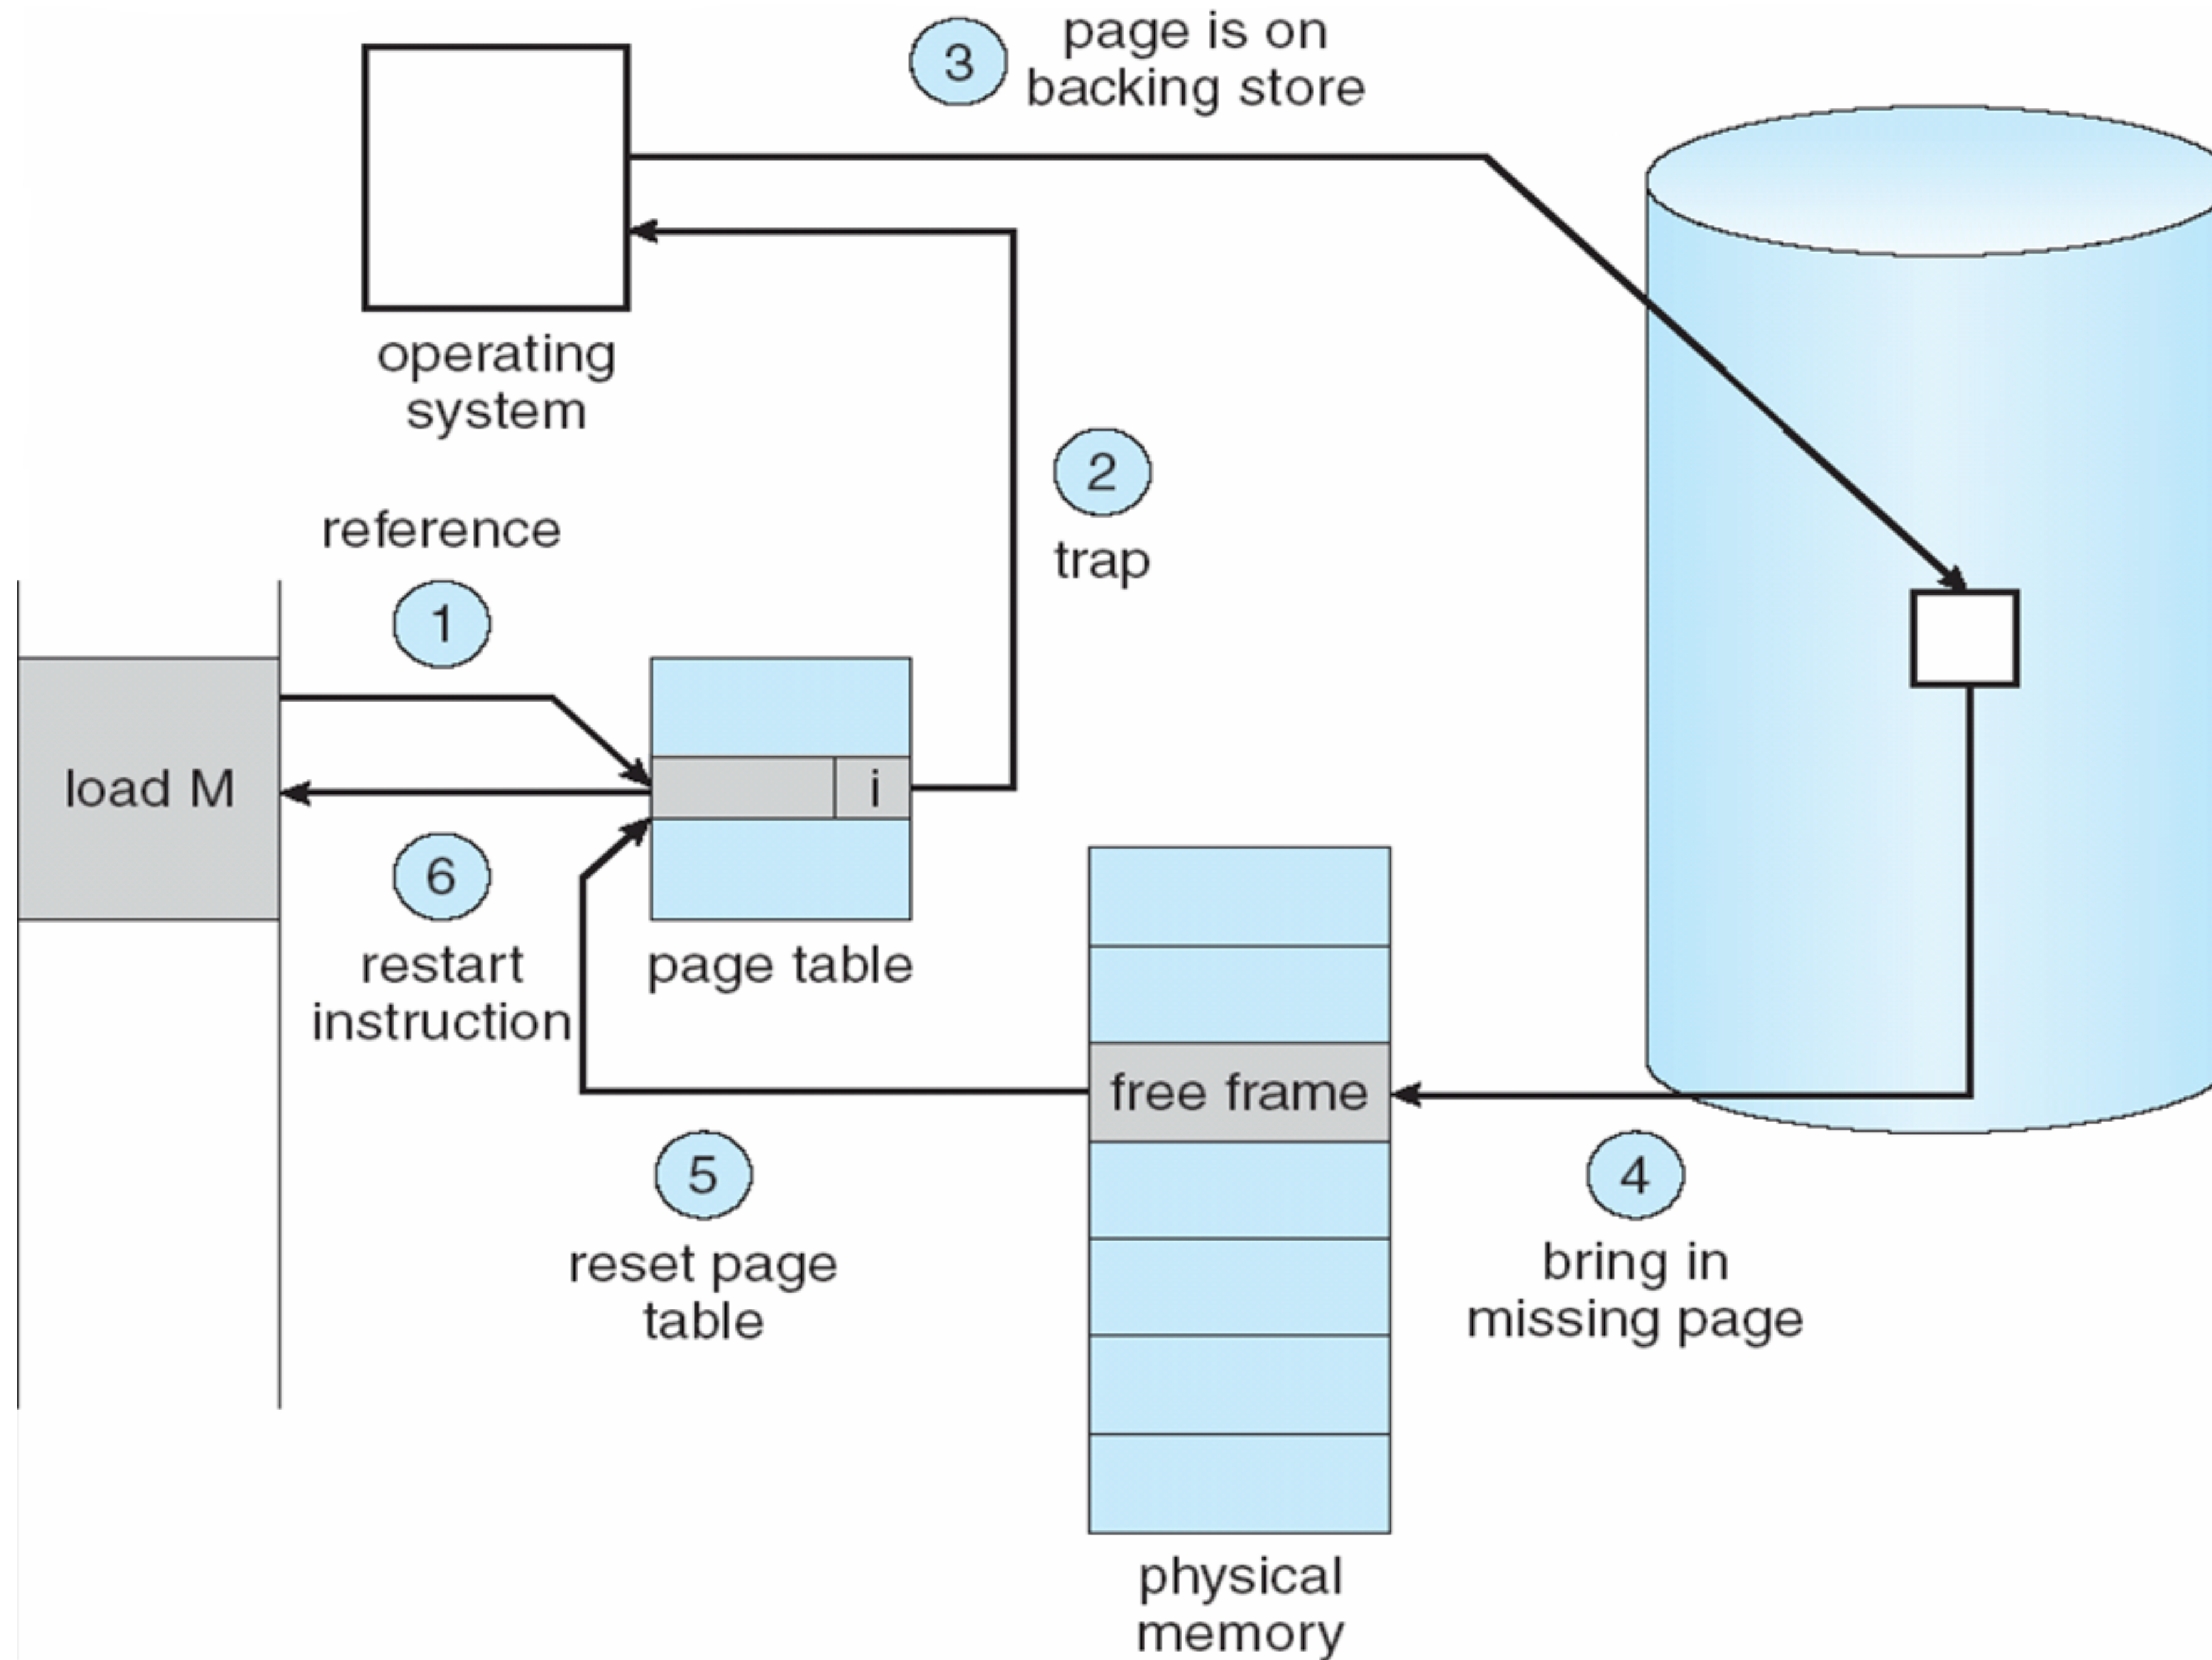 3
page is on
backing store
operating
system
2
trap
reference
1
load M
i
6
restart
instruction
page table
free frame
5
reset page
table
4
bring in
missing page
physical
memory